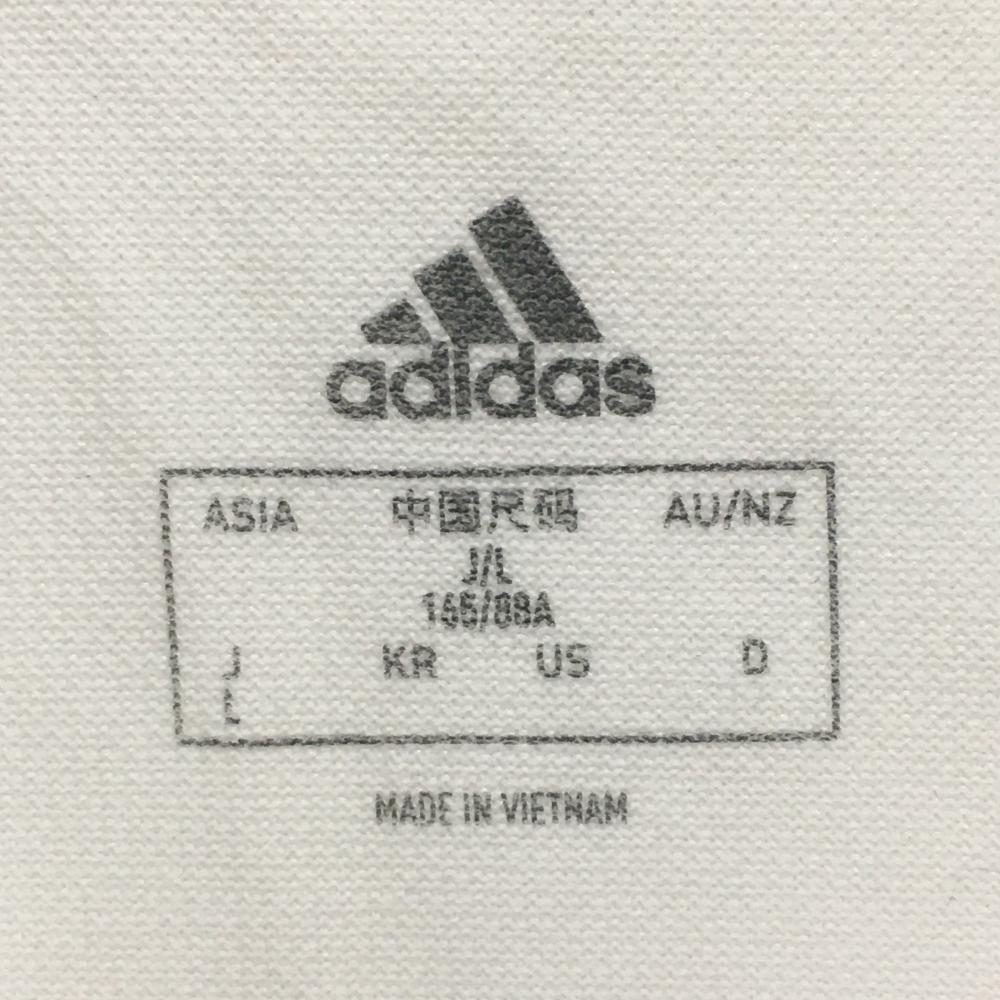 adidas
ASIA 中国尺码 AU/NZ
J/L
165/88A
J KR US D
L
MADE IN VIETNAM